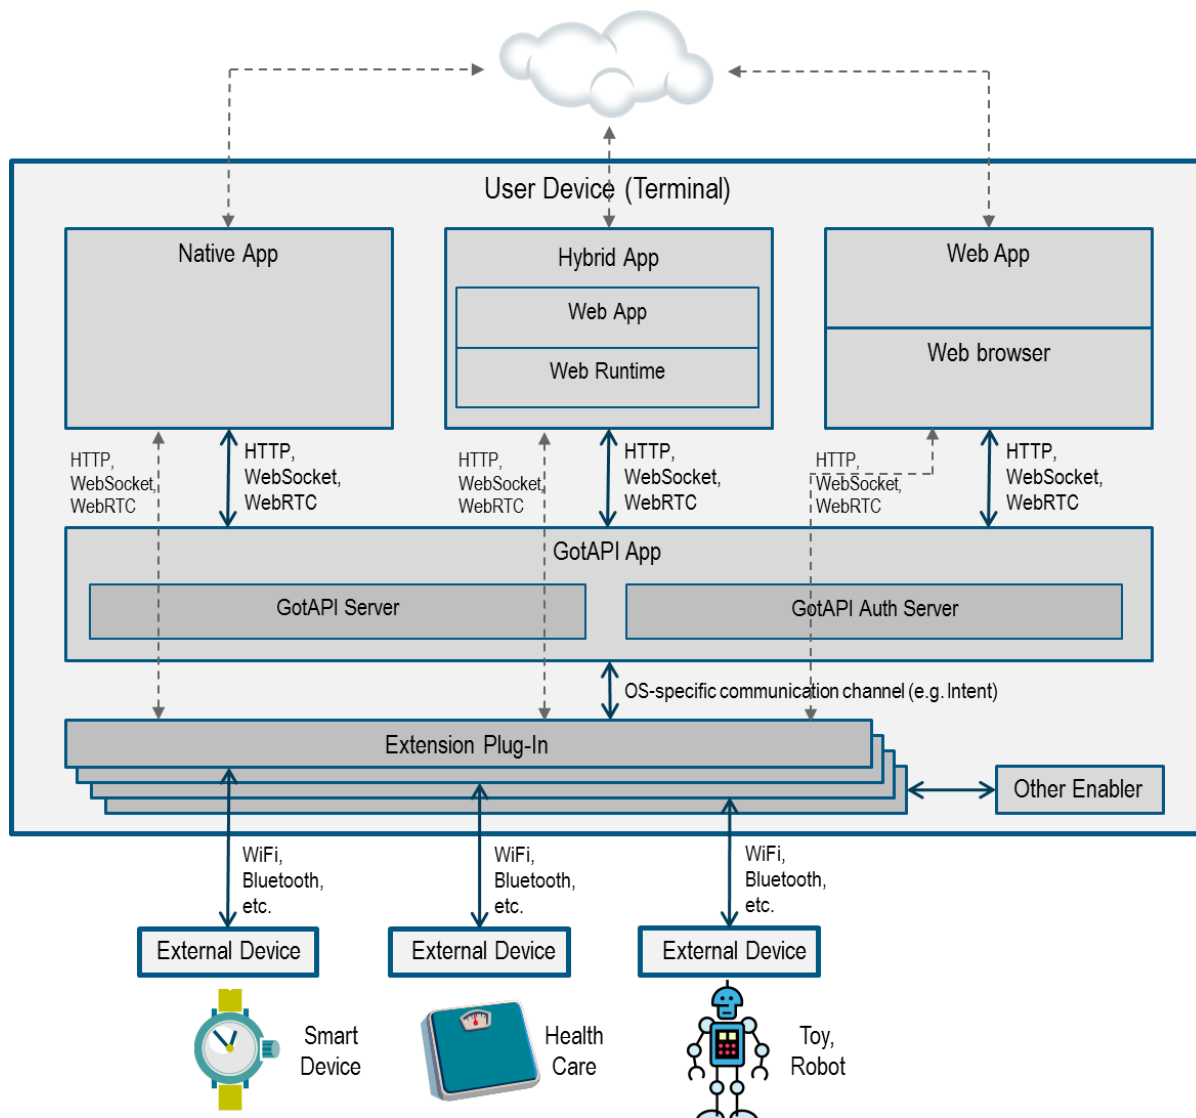 User Device (Terminal)
Native App
Hybrid App
Web App
Web App
Web Runtime
Web browser
HTTP,
WebSocket,
WebRTC
HTTP,
WebSocket,
WebRTC
HTTP,
WebSocket,
WebRTC
HTTP,
WebSocket,
WebRTC
HTTP,
WebSocket,
WebRTC
HTTP,
WebSocket,
WebRTC
GotAPI App
GotAPI Server
GotAPI Auth Server
OS-specific communication channel (e.g. Intent)
Extension Plug-In
Other Enabler
WiFi,
Bluetooth,
etc.
WiFi,
Bluetooth,
etc.
WiFi,
Bluetooth,
etc.
External Device
External Device
External Device
Smart
Device
Health
Care
Toy,
Robot